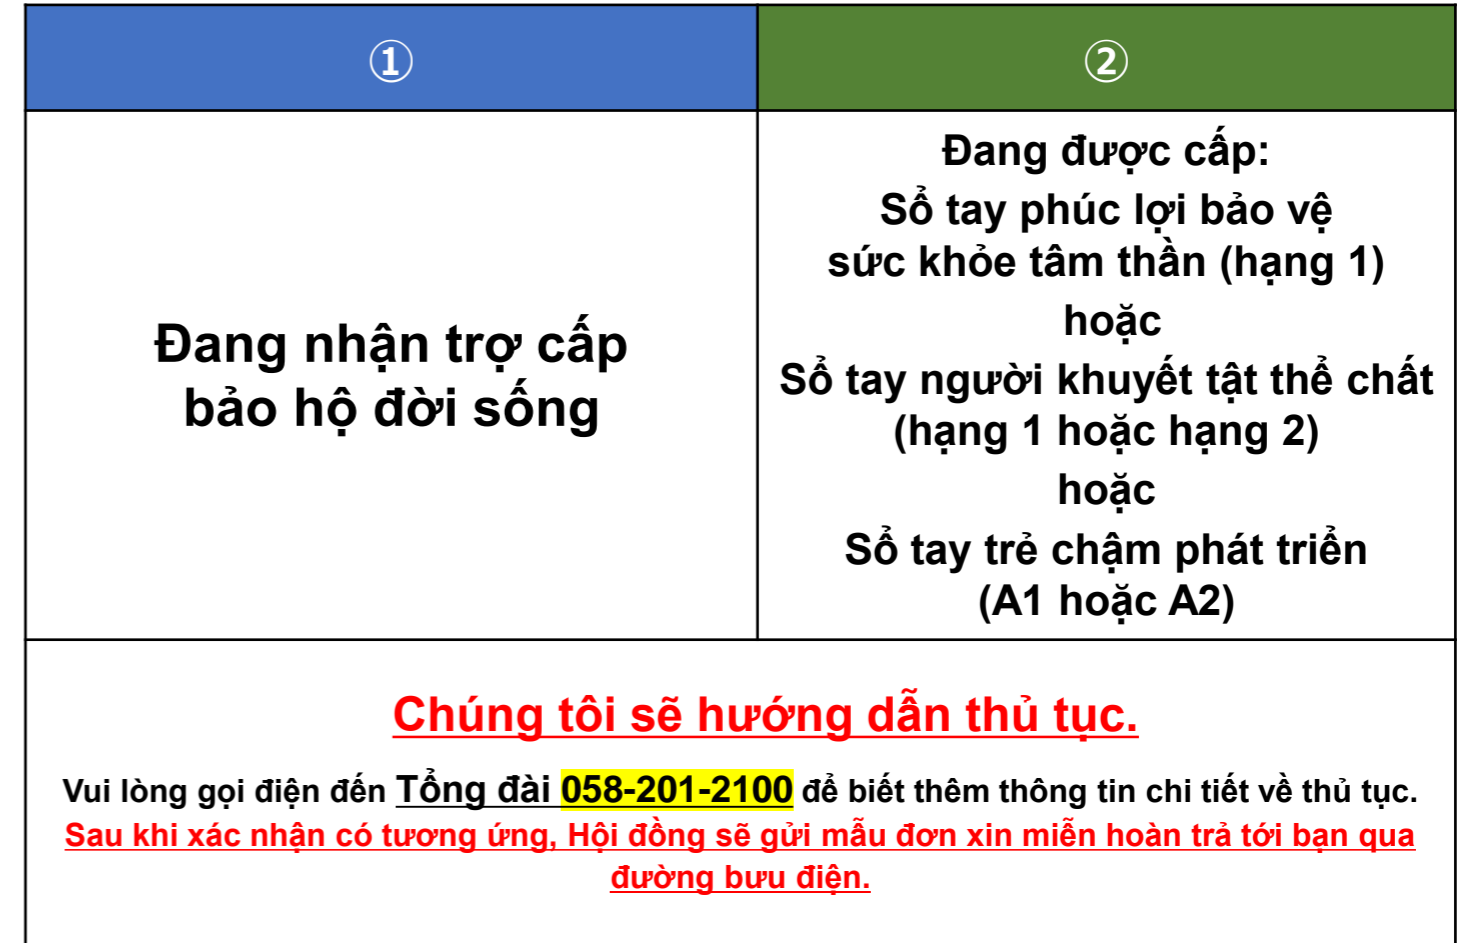 ①
②
Đang nhận trợ cấp
bảo hộ đời sống
Đang được cấp:
Sổ tay phúc lợi bảo vệ
sức khỏe tâm thần (hạng 1)
hoặc
Sổ tay người khuyết tật thể chất
(hạng 1 hoặc hạng 2)
hoặc
Sổ tay trẻ chậm phát triển
(A1 hoặc A2)
Chúng tôi sẽ hướng dẫn thủ tục.
Vui lòng gọi điện đến Tổng đài 058-201-2100 để biết thêm thông tin chi tiết về thủ tục.
Sau khi xác nhận có tương ứng, Hội đồng sẽ gửi mẫu đơn xin miễn hoàn trả tới bạn qua
đường bưu điện.